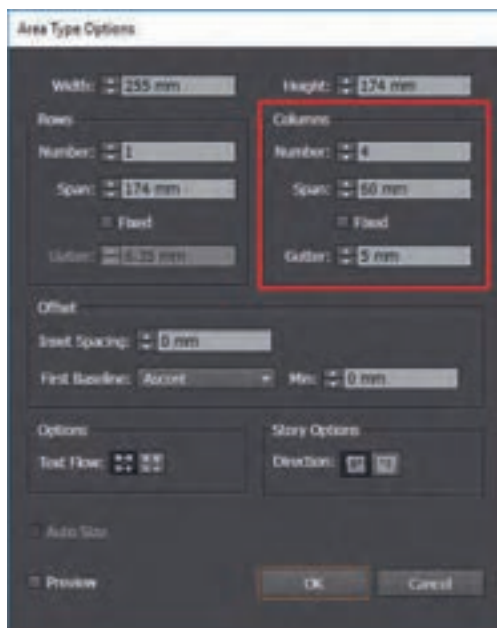 Area Type Options
Width: 255 mm Height: 174 mm
Rows Columns
Number: 1 Number: 4
Span: 174 mm Span: 60 mm
Fixed Fixed
Gutter: 6.35 mm Gutter: 5 mm
Offset
Inset Spacing: 0 mm
First Baseline: Ascent Min: 0 mm
Options Story Options
Text Flow: Direction:
Auto Size
Preview OK Cancel